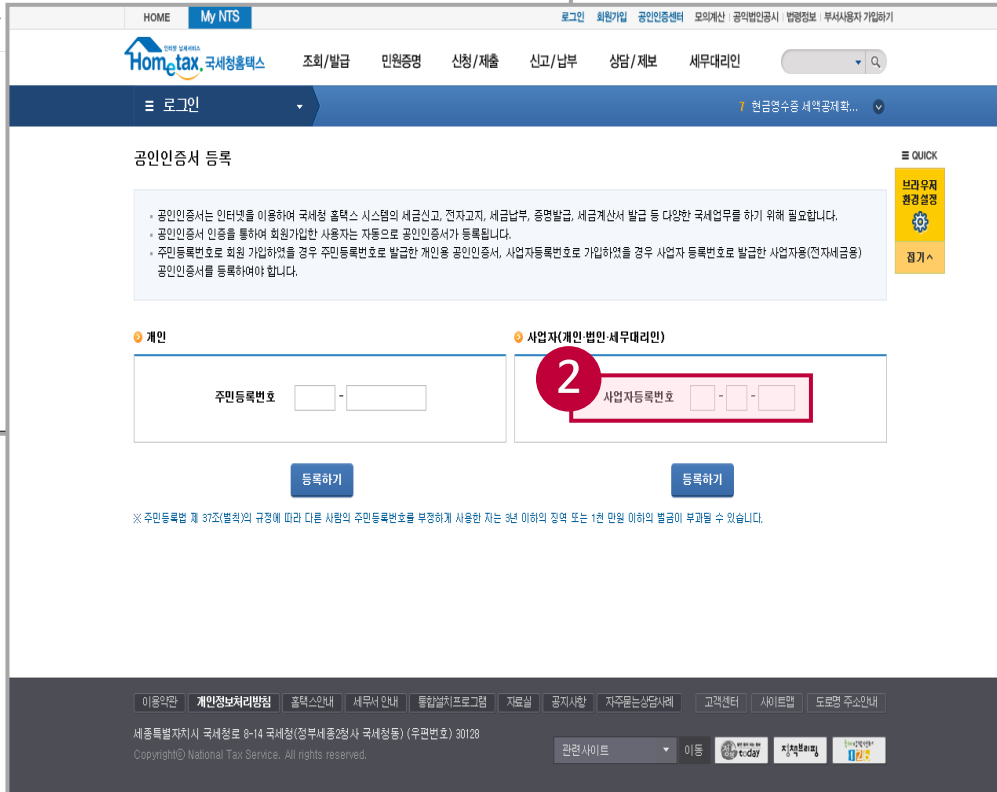 HOME My NTS 로그인 회원가입 공인인증센터 모의계산 공익법인공시 법령정보 부서사용자 가입하기
Hometax. 국세청홈택스 조회/발급 민원증명 신청/제출 신고/납부 상담/제보 세무대리인
로그인 7 현금영수증 세액공제확...
공인인증서 등록
QUICK
브라우저
환경설정
접기
공인인증서는 인터넷을 이용하여 국세청 홈택스 시스템의 세금신고, 전자고지, 세금납부, 증명발급, 세금계산서 발급 등 다양한 국세업무를 하기 위해 필요합니다.
공인인증서 인증을 통하여 회원가입한 사용자는 자동으로 공인인증서가 등록됩니다.
주민등록번호로 회원 가입하였을 경우 주민등록번호로 발급한 개인용 공인인증서, 사업자등록번호로 가입하였을 경우 사업자 등록번호로 발급한 사업자용(전자세금용)
공인인증서를 등록하여야 합니다.
개인 사업자(개인·법인·세무대리인)
2
주민등록번호 - 사업자등록번호 - -
등록하기 등록하기
※ 주민등록법 제 37조(벌칙)의 규정에 따라 다른 사람의 주민등록번호를 부정하게 사용한 자는 3년 이하의 징역 또는 1천 만원 이하의 벌금이 부과될 수 있습니다.
이용약관 개인정보처리방침 홈택스안내 세무서 안내 통합설치프로그램 자료실 공지사항 자주묻는상담사례 고객센터 사이트맵 도로명 주소안내
세종특별자치시 국세청로 8-14 국세청(정부세종2청사 국세청동) (우편번호) 30128
Copyrightⓒ National Tax Service. All rights reserved.
관련사이트 이동 today 정책브리핑